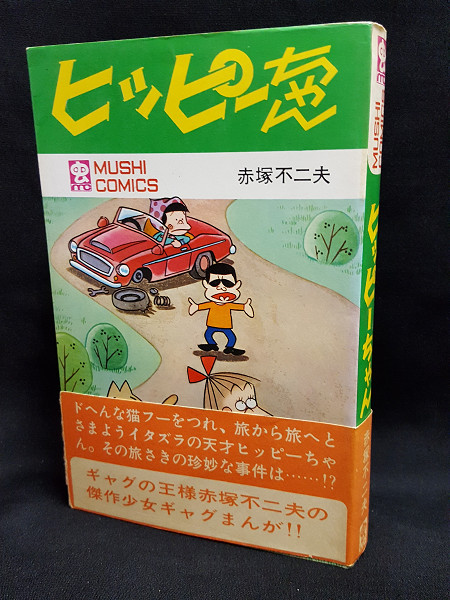 ヒッピーちゃん
虫
MUSHI
COMICS
赤塚不二夫
ドへんな猫フーをつれ、旅から旅へと
さまようイタズラの天才ヒッピーちゃ
ん。その旅さきの珍妙な事件は……!?
ギャグの王様赤塚不二夫の
傑作少女ギャグまんが!!
MUSHI
COMICS
ヒッピーちゃん
赤塚不二夫